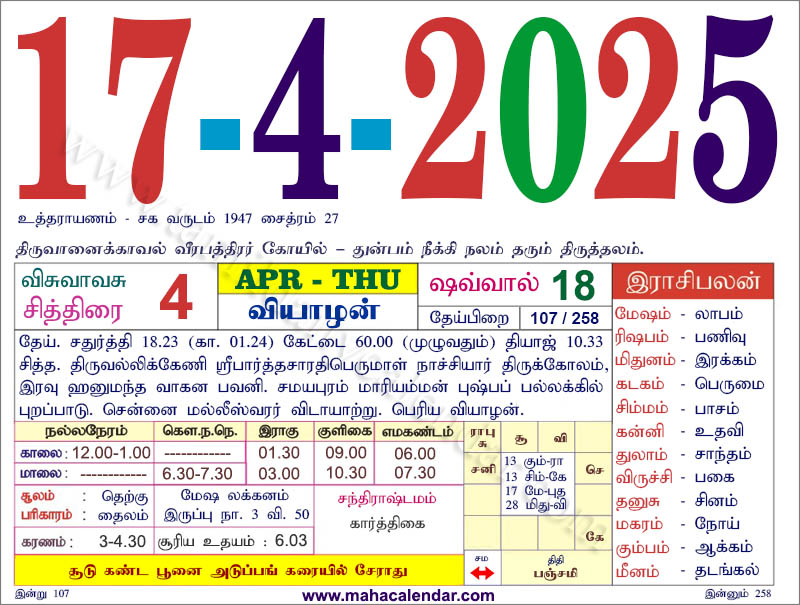 17-4-2025
உத்தராயணம் - சக வருடம் 1947 சைத்ரம் 27
திருவானைக்காவல் வீரபத்திரர் கோயில் – துன்பம் நீக்கி நலம் தரும் திருத்தலம்.
விசுவாவசு
சித்திரை 4
APR - THU
வியாழன்
ஷவ்வால் 18
தேய்பிறை 107 / 258
தேய். சதுர்த்தி 18.23 (கா. 01.24) கேட்டை 60.00 (முழுவதும்) தியாஜ் 10.33
சித்த. திருவல்லிக்கேணி ஸ்ரீபார்த்தசாரதிபெருமாள் நாச்சியார் திருக்கோலம்,
இரவு ஹனுமந்த வாகன பவனி. சமயபுரம் மாரியம்மன் புஷ்பப் பல்லக்கில்
புறப்பாடு. சென்னை மல்லீஸ்வரர் விடாயாற்று. பெரிய வியாழன்.
நல்லநேரம் கௌ.ந.நெ. இராகு குளிகை எமகண்டம்
காலை : 12.00-1.00 ------------ 01.30 09.00 06.00
மாலை : ------------ 6.30-7.30 03.00 10.30 07.30
சூலம் : தெற்கு
பரிகாரம் : தைலம்
மேஷ லக்கனம்
இருப்பு நா. 3 வி. 50
சந்திராஷ்டமம்
கார்த்திகை
கரணம் : 3-4.30 சூரிய உதயம் : 6.03
சூடு கண்ட பூனை அடுப்பங் கரையில் சேராது
ராபு
சு
சூ வி
சனி
13 கும்-ரா
13 சிம்-கே
17 மே-புத
28 மிது-வி
செ
கே
சம
திதி
பஞ்சமி
இராசிபலன்
மேஷம் - லாபம்
ரிஷபம் - பணிவு
மிதுனம் - இரக்கம்
கடகம் - பெருமை
சிம்மம் - பாசம்
கன்னி - உதவி
துலாம் - சாந்தம்
விருச்சி - பகை
தனுசு - சினம்
மகரம் - நோய்
கும்பம் - ஆக்கம்
மீனம் - தடங்கல்
இன்று 107
www.mahacalendar.com
இன்னும் 258